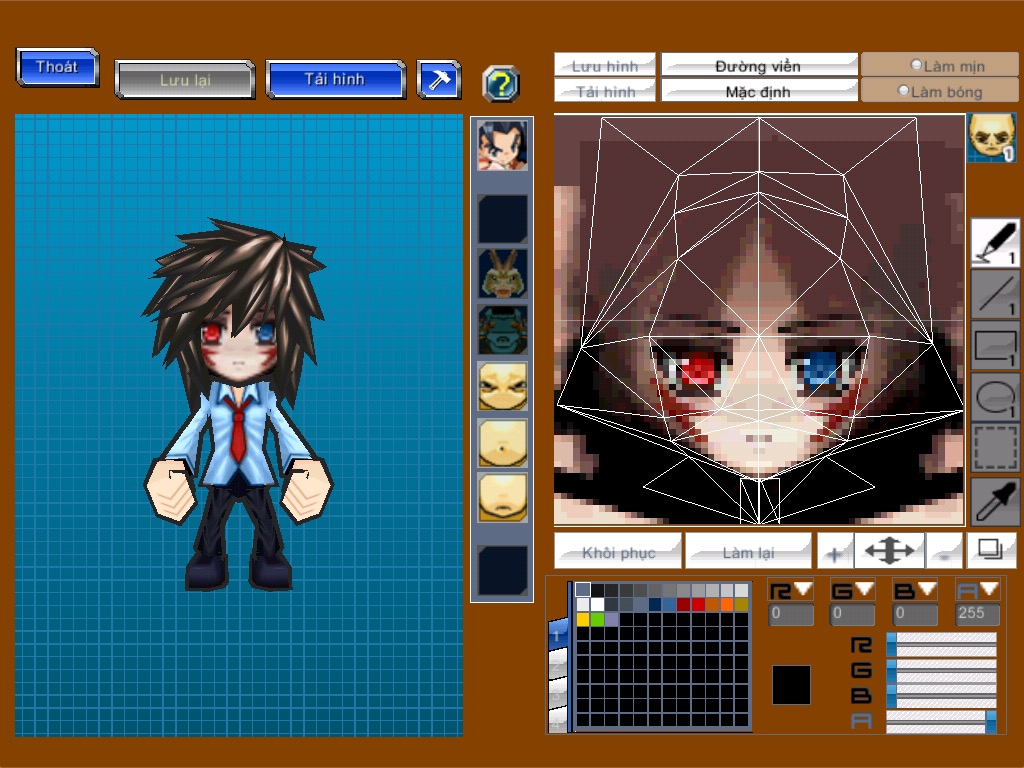 Thoát
Lưu lại
Tải hình
?
Lưu hình
Đường viền
Làm mịn
Tải hình
Mặc định
Làm bóng
1
1
1
1
1
Khôi phục
Làm lại
+
-
1
R
G
B
A
0
0
0
255
R
G
B
A